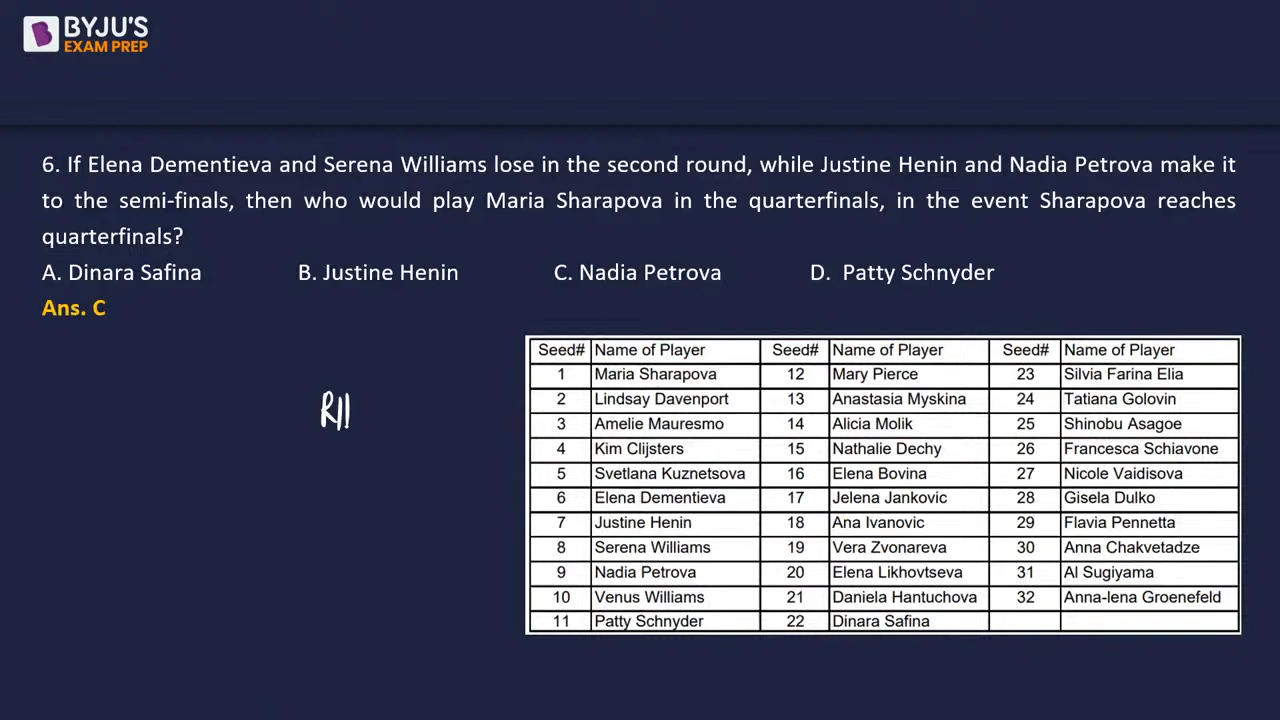 BYJU'S
EXAM PREP
6. If Elena Dementieva and Serena Williams lose in the second round, while Justine Henin and Nadia Petrova make it
to the semi-finals, then who would play Maria Sharapova in the quarterfinals, in the event Sharapova reaches
quarterfinals?
A. Dinara Safina B. Justine Henin C. Nadia Petrova D. Patty Schnyder
Ans. C
Seed# Name of Player Seed# Name of Player Seed# Name of Player
1 Maria Sharapova 12 Mary Pierce 23 Silvia Farina Elia
2 Lindsay Davenport 13 Anastasia Myskina 24 Tatiana Golovin
3 Amelie Mauresmo 14 Alicia Molik 25 Shinobu Asagoe
4 Kim Clijsters 15 Nathalie Dechy 26 Francesca Schiavone
5 Svetlana Kuznetsova 16 Elena Bovina 27 Nicole Vaidisova
6 Elena Dementieva 17 Jelena Jankovic 28 Gisela Dulko
7 Justine Henin 18 Ana Ivanovic 29 Flavia Pennetta
8 Serena Williams 19 Vera Zvonareva 30 Anna Chakvetadze
9 Nadia Petrova 20 Elena Likhovtseva 31 Al Sugiyama
10 Venus Williams 21 Daniela Hantuchova 32 Anna-lena Groenefeld
11 Patty Schnyder 22 Dinara Safina